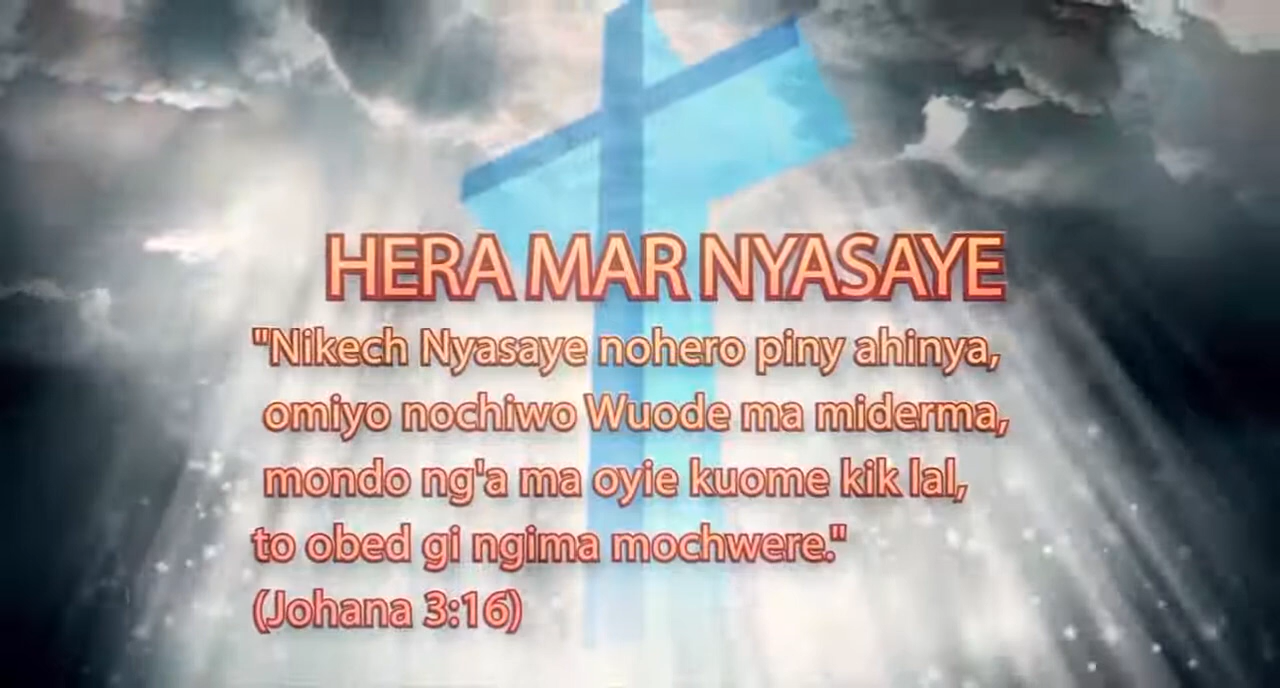 HERA MAR NYASAYE
"Nikech Nyasaye nohero piny ahinya,
omiyo nochiwo Wuode ma miderma,
mondo ng'a ma oyie kuome kik lal,
to obed gi ngima mochwere."
(Johana 3:16)